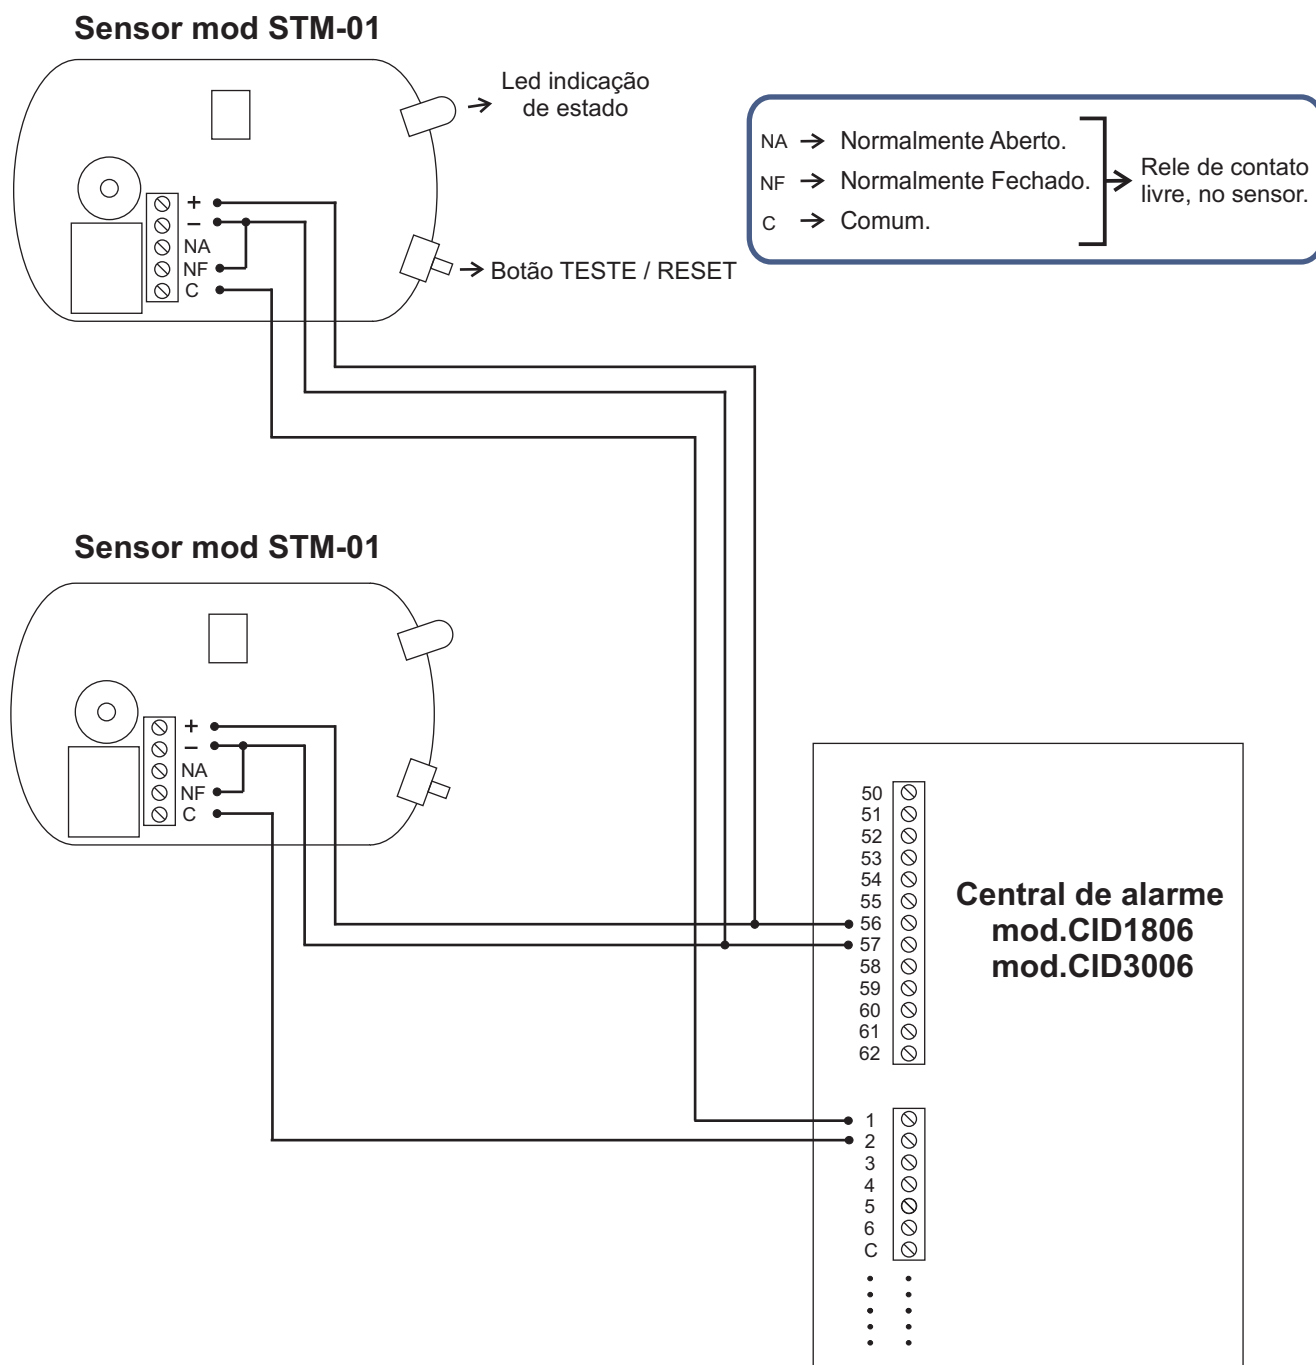 Sensor mod STM-01
Led indicação
de estado
NA → Normalmente Aberto.
NF → Normalmente Fechado.
C → Comum.
Rele de contato
livre, no sensor.
+
−
NA
NF
C
Botão TESTE / RESET
Sensor mod STM-01
+
−
NA
NF
C
50
51
52
53
54
55
56
57
58
59
60
61
62
Central de alarme
mod.CID1806
mod.CID3006
1
2
3
4
5
6
C